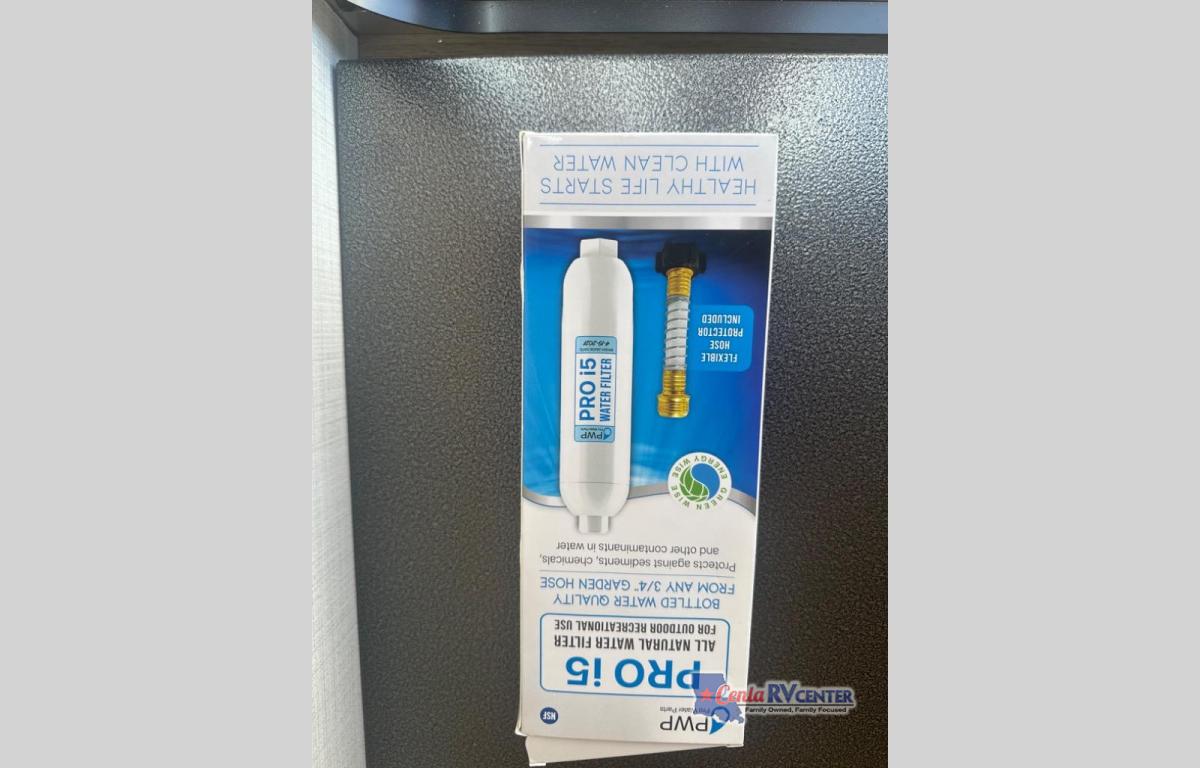 PWP
Pro Water Parts
NSF
PRO i5
ALL NATURAL WATER FILTER
FOR OUTDOOR RECREATIONAL USE
BOTTLED WATER QUALITY
FROM ANY 3/4" GARDEN HOSE
Protects against sediments, chemicals,
and other contaminants in water
GREEN WISE
ENERGY WISE
PWP
PRO i5
WATER FILTER
FLEXIBLE
HOSE
PROTECTOR
INCLUDED
HEALTHY LIFE STARTS
WITH CLEAN WATER
Cenla RV CENTER
Family Owned, Family Focused